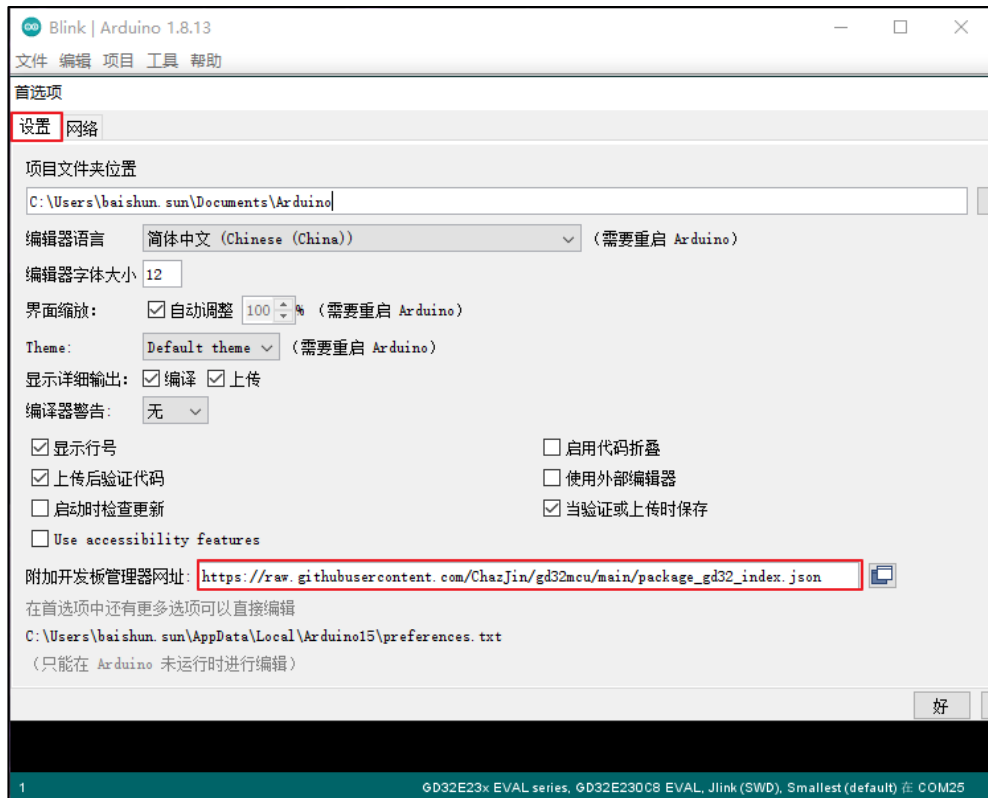 Blink | Arduino 1.8.13
文件 编辑 项目 工具 帮助
首选项
设置 网络
项目文件夹位置
C:\Users\baishun.sun\Documents\Arduino
编辑器语言 简体中文 (Chinese (China)) (需要重启 Arduino)
编辑器字体大小 12
界面缩放: 自动调整 100 % (需要重启 Arduino)
Theme: Default theme (需要重启 Arduino)
显示详细输出: 编译 上传
编译器警告: 无
显示行号 启用代码折叠
上传后验证代码 使用外部编辑器
启动时检查更新 当验证或上传时保存
Use accessibility features
附加开发板管理器网址: https://raw.githubusercontent.com/ChazJin/gd32mcu/main/package_gd32_index.json
在首选项中还有更多选项可以直接编辑
C:\Users\baishun.sun\AppData\Local\Arduino15\preferences.txt
(只能在 Arduino 未运行时进行编辑)
好
1 GD32E23x EVAL series, GD32E230C8 EVAL, Jlink (SWD), Smallest (default) 在 COM25